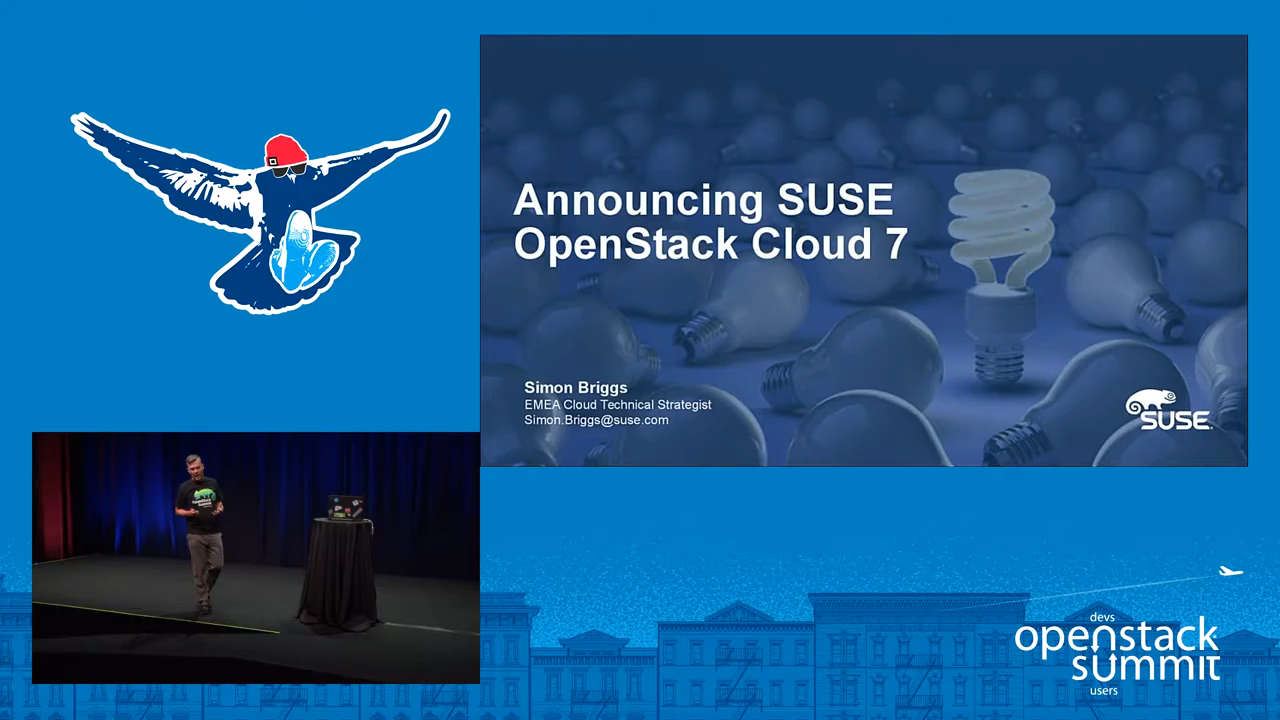 Announcing SUSE
OpenStack Cloud 7
Simon Briggs
EMEA Cloud Technical Strategist
Simon.Briggs@suse.com
SUSE
devs
openstack
summit
users